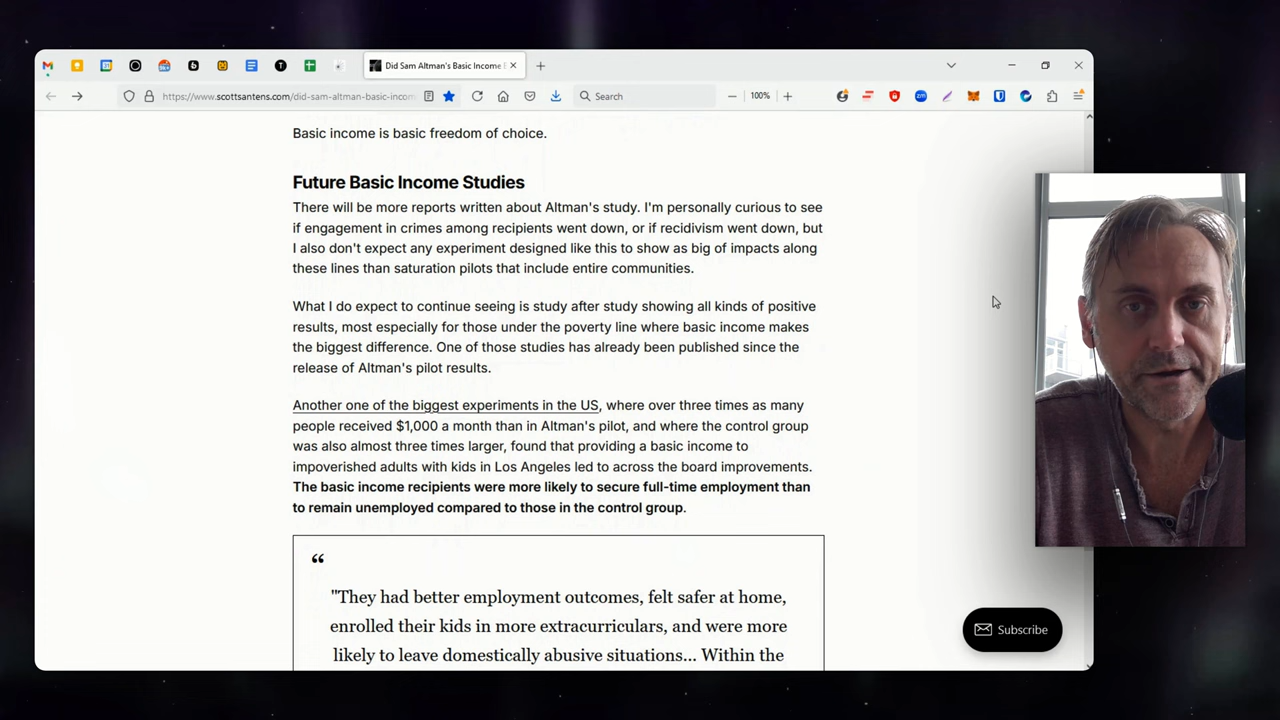 Did Sam Altman's Basic Income E
https://www.scottsantens.com/did-sam-altman-basic-incom
Search
100%
Basic income is basic freedom of choice.
Future Basic Income Studies
There will be more reports written about Altman's study. I'm personally curious to see
if engagement in crimes among recipients went down, or if recidivism went down, but
I also don't expect any experiment designed like this to show as big of impacts along
these lines than saturation pilots that include entire communities.
What I do expect to continue seeing is study after study showing all kinds of positive
results, most especially for those under the poverty line where basic income makes
the biggest difference. One of those studies has already been published since the
release of Altman's pilot results.
Another one of the biggest experiments in the US, where over three times as many
people received $1,000 a month than in Altman's pilot, and where the control group
was also almost three times larger, found that providing a basic income to
impoverished adults with kids in Los Angeles led to across the board improvements.
The basic income recipients were more likely to secure full-time employment than
to remain unemployed compared to those in the control group.
“
"They had better employment outcomes, felt safer at home,
enrolled their kids in more extracurriculars, and were more
likely to leave domestically abusive situations... Within the
Subscribe